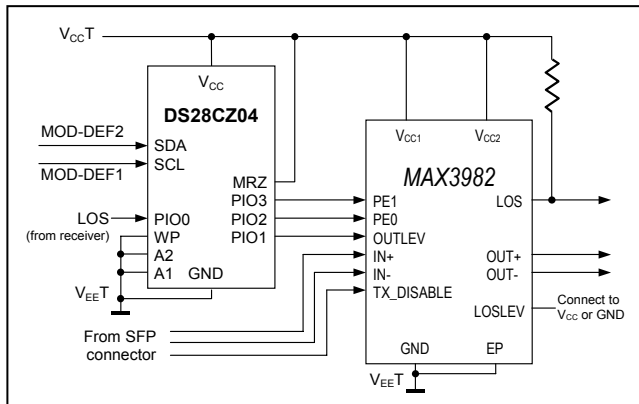 VCCT
VCC
DS28CZ04
MOD-DEF2
SDA
MOD-DEF1
SCL
MRZ
PIO3
LOS
(from receiver)
PIO0
PIO2
WP
PIO1
A2
A1
GND
VEET
From SFP
connector
VCC1
VCC2
MAX3982
PE1
LOS
PE0
OUTLEV
IN+
OUT+
IN-
OUT-
TX_DISABLE
LOSLEV
Connect to
VCC or GND
GND
EP
VEET